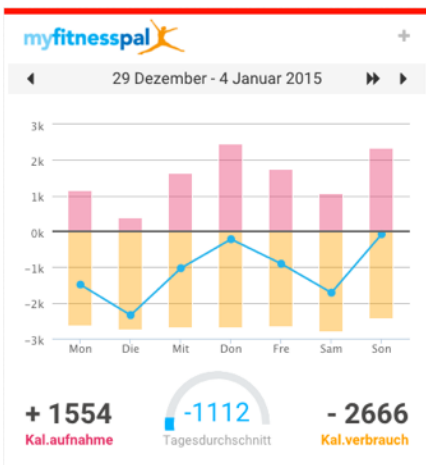 myfitnesspal
+
29 Dezember - 4 Januar 2015
3k
2k
1k
0k
-1k
-2k
-3k
Mon Die Mit Don Fre Sam Son
+ 1554 -1112 - 2666
Kal.aufnahme Tagesdurchschnitt Kal.verbrauch